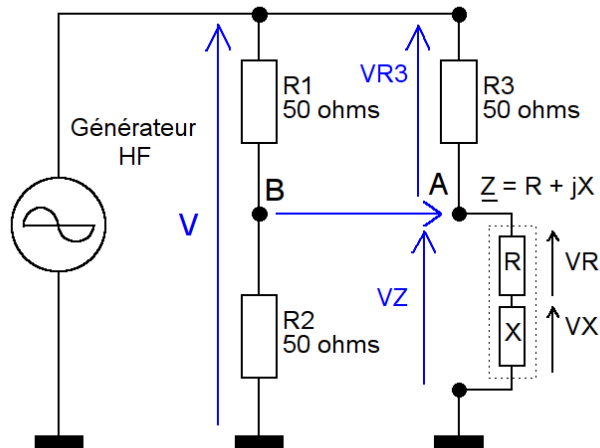 Générateur
HF
V
R1
50 ohms
VR3
R3
50 ohms
B
A
Z = R + jX
R2
50 ohms
VZ
R
X
VR
VX